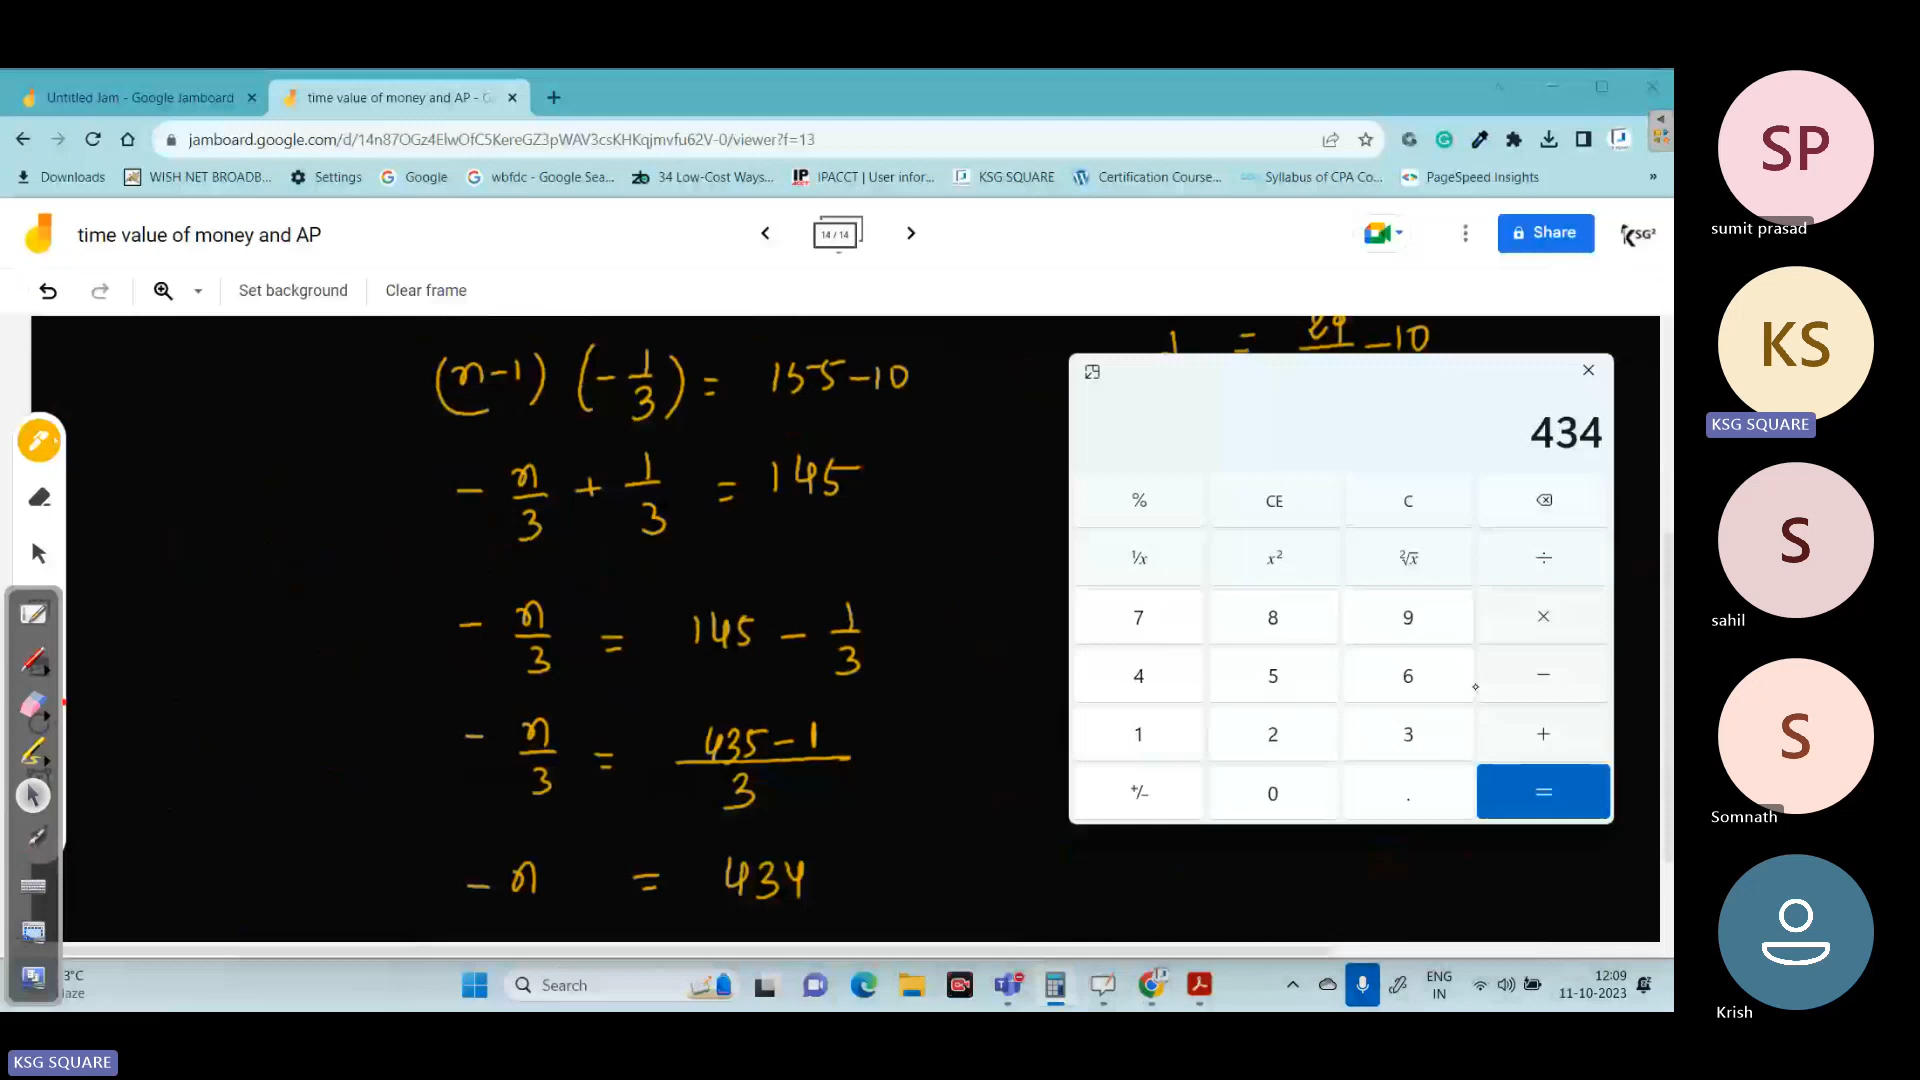 Untitled Jam - Google Jamboard
time value of money and AP - G
jamboard.google.com/d/14n87OGz4ElwOfC5KereGZ3pWAV3csKHKqjmvfu62V-0/viewer?f=13
Downloads WISH NET BROADB... Settings Google wbfdc - Google Sea... 34 Low-Cost Ways... IPACCT | User infor... KSG SQUARE Certification Course... Syllabus of CPA Co... PageSpeed Insights »
time value of money and AP
14 / 14
Share
KSG²
Set background Clear frame
(n-1) (-1/3) = 155-10
- n/3 + 1/3 = 145
- n/3 = 145 - 1/3
- n/3 = 435-1/3
- n = 434
= 29 -10
434
% CE C
1/x x² ²√x ÷
7 8 9 ×
4 5 6 −
1 2 3 +
+/− 0 . =
SP
sumit prasad
KS
KSG SQUARE
S
sahil
S
Somnath
Krish
3°C
Search
ENG
IN
12:09
11-10-2023
KSG SQUARE